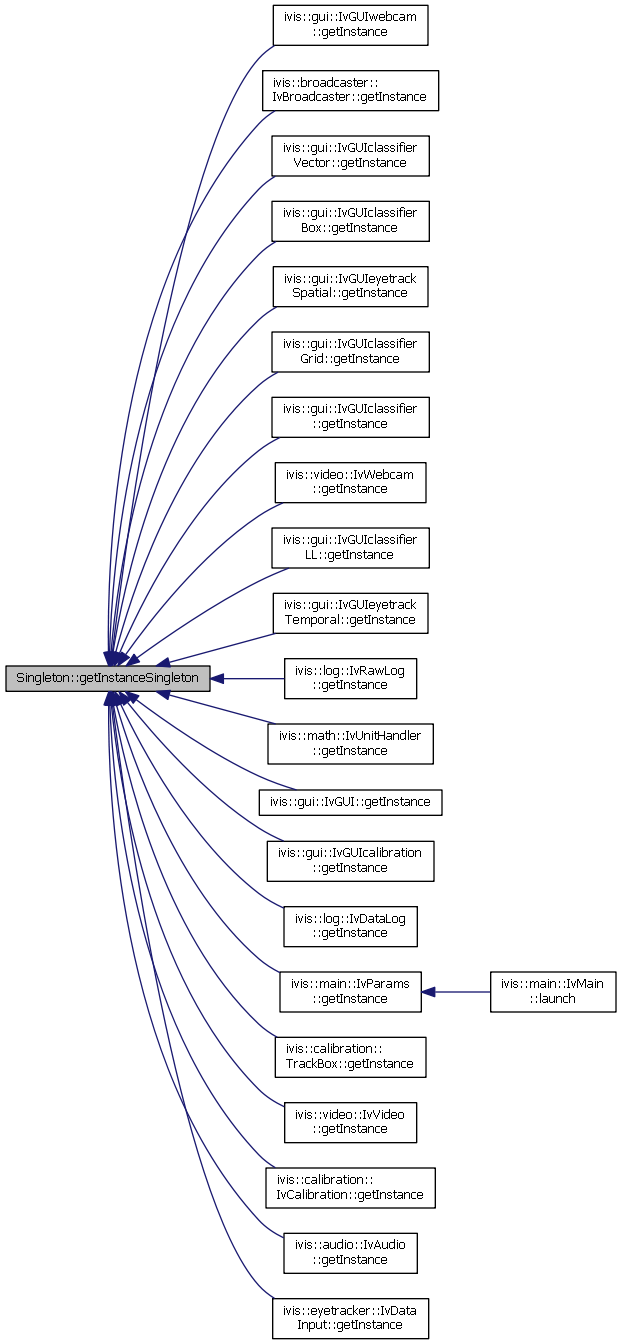 ivis::gui::IvGUIwebcam
::getInstance
ivis::broadcaster::
IvBroadcaster::getInstance
ivis::gui::IvGUIclassifier
Vector::getInstance
ivis::gui::IvGUIclassifier
Box::getInstance
ivis::gui::IvGUIeyetrack
Spatial::getInstance
ivis::gui::IvGUIclassifier
Grid::getInstance
ivis::gui::IvGUIclassifier
::getInstance
ivis::video::IvWebcam
::getInstance
ivis::gui::IvGUIclassifier
LL::getInstance
ivis::gui::IvGUIeyetrack
Temporal::getInstance
Singleton::getInstanceSingleton
ivis::log::IvRawLog
::getInstance
ivis::math::IvUnitHandler
::getInstance
ivis::gui::IvGUI::getInstance
ivis::gui::IvGUIcalibration
::getInstance
ivis::log::IvDataLog
::getInstance
ivis::main::IvParams
::getInstance
ivis::main::IvMain
::launch
ivis::calibration::
TrackBox::getInstance
ivis::video::IvVideo
::getInstance
ivis::calibration::
IvCalibration::getInstance
ivis::audio::IvAudio
::getInstance
ivis::eyetracker::IvData
Input::getInstance